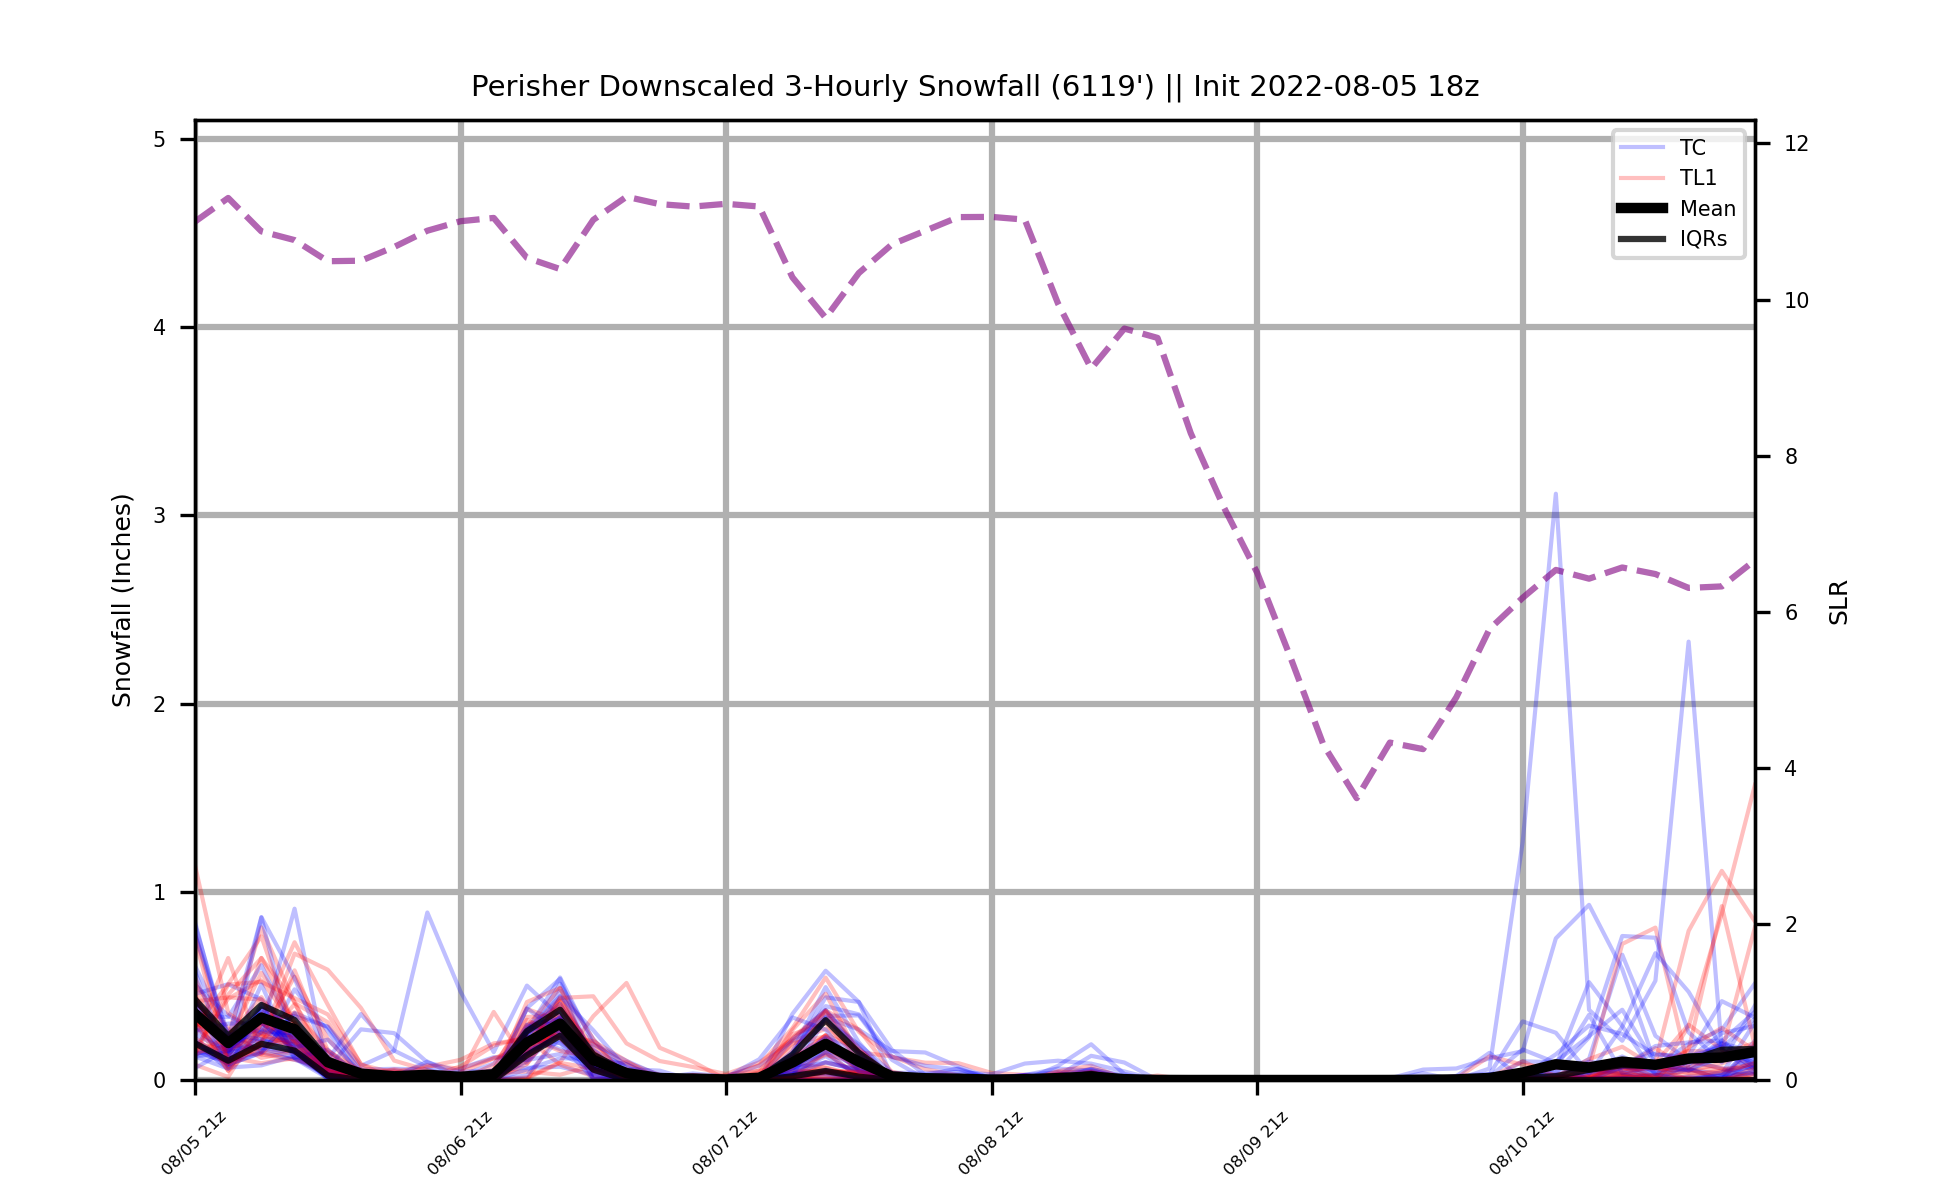 Perisher Downscaled 3-Hourly Snowfall (6119') || Init 2022-08-05 18z
Snowfall (Inches)
5
4
3
2
1
0
TC
TL1
Mean
IQRs
12
10
8
6
4
2
0
SLR
08/05 21z
08/06 21z
08/07 21z
08/08 21z
08/09 21z
08/10 21z